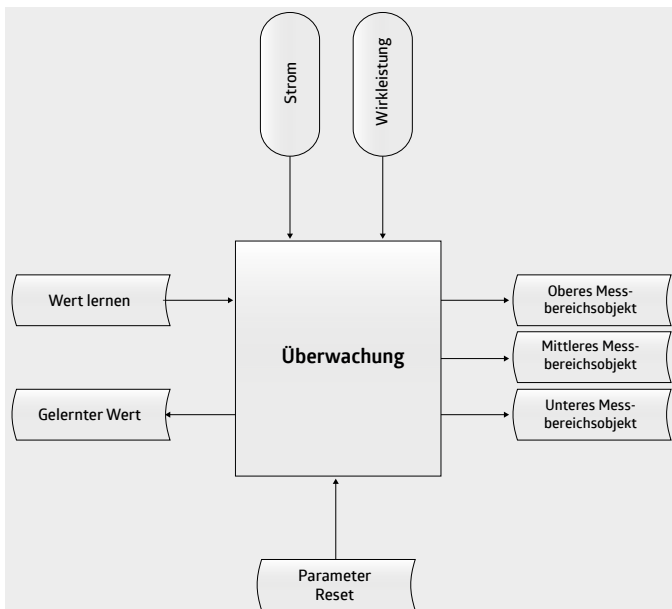 Strom
Wirkleistung
Wert lernen
Überwachung
Gelernter Wert
Oberes Mess-
bereichsobjekt
Mittleres Mess-
bereichsobjekt
Unteres Mess-
bereichsobjekt
Parameter
Reset